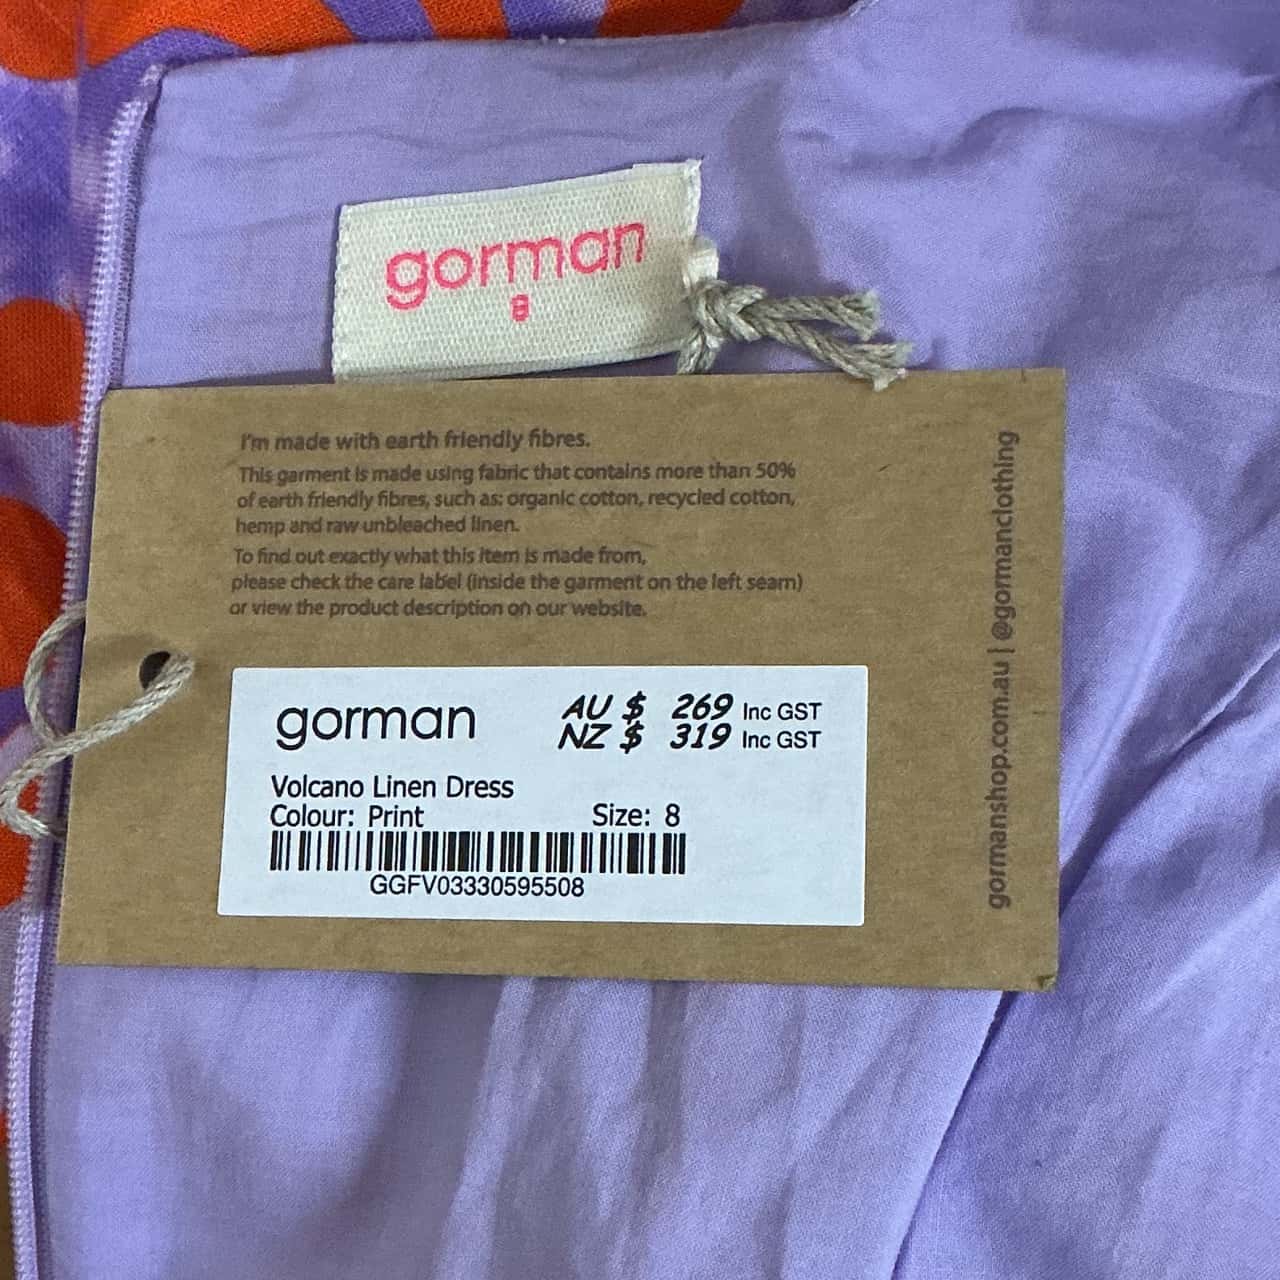 gorman
8
I'm made with earth friendly fibres.
This garment is made using fabric that contains more than 50%
of earth friendly fibres, such as: organic cotton, recycled cotton,
hemp and raw unbleached linen.
To find out exactly what this item is made from,
please check the care label (inside the garment on the left seam)
or view the product description on our website.
gorman
AU $ 269 Inc GST
NZ $ 319 Inc GST
Volcano Linen Dress
Colour: Print Size: 8
GGFV03330595508
gormanshop.com.au | @gormanclothing